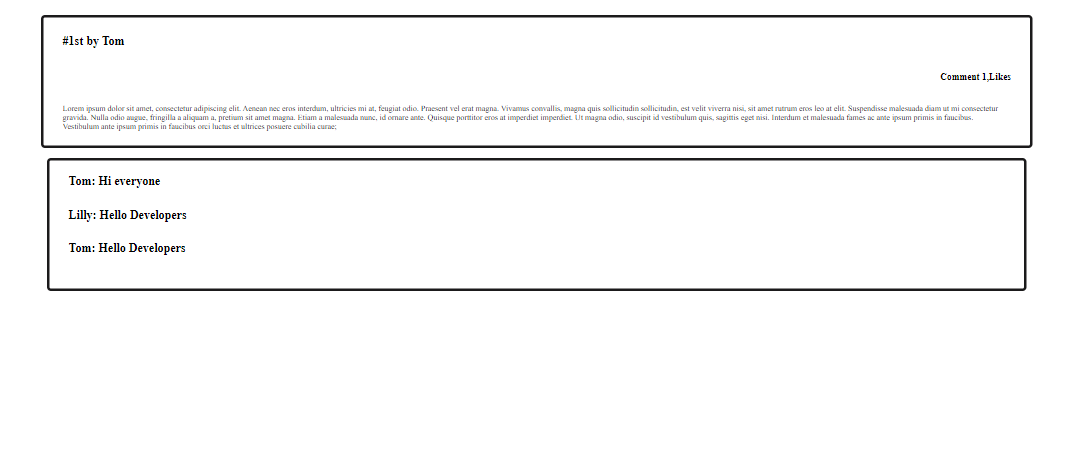 #1st by Tom
Comment 1,Likes
Lorem ipsum dolor sit amet, consectetur adipiscing elit. Aenean nec eros interdum, ultricies mi at, feugiat odio. Praesent vel erat magna. Vivamus convallis, magna quis sollicitudin sollicitudin, est velit viverra nisi, sit amet rutrum eros leo at elit. Suspendisse malesuada diam ut mi consectetur
gravida. Nulla odio augue, fringilla a aliquam a, pretium sit amet magna. Etiam a malesuada nunc, id ornare ante. Quisque porttitor eros at imperdiet imperdiet. Ut magna odio, suscipit id vestibulum quis, sagittis eget nisi. Interdum et malesuada fames ac ante ipsum primis in faucibus.
Vestibulum ante ipsum primis in faucibus orci luctus et ultrices posuere cubilia curae;
Tom: Hi everyone
Lilly: Hello Developers
Tom: Hello Developers